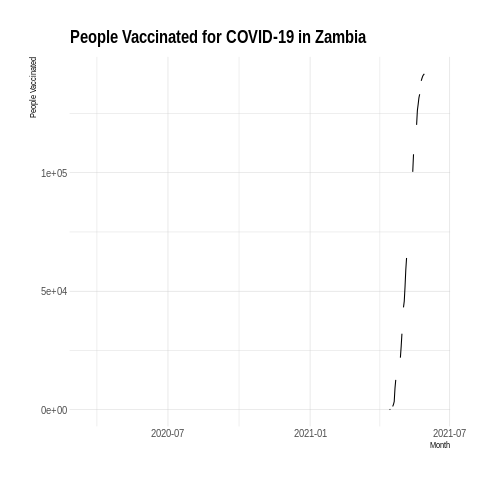 People Vaccinated for COVID-19 in Zambia
People Vaccinated
1e+05
5e+04
0e+00
2020-07
2021-01
2021-07
Month